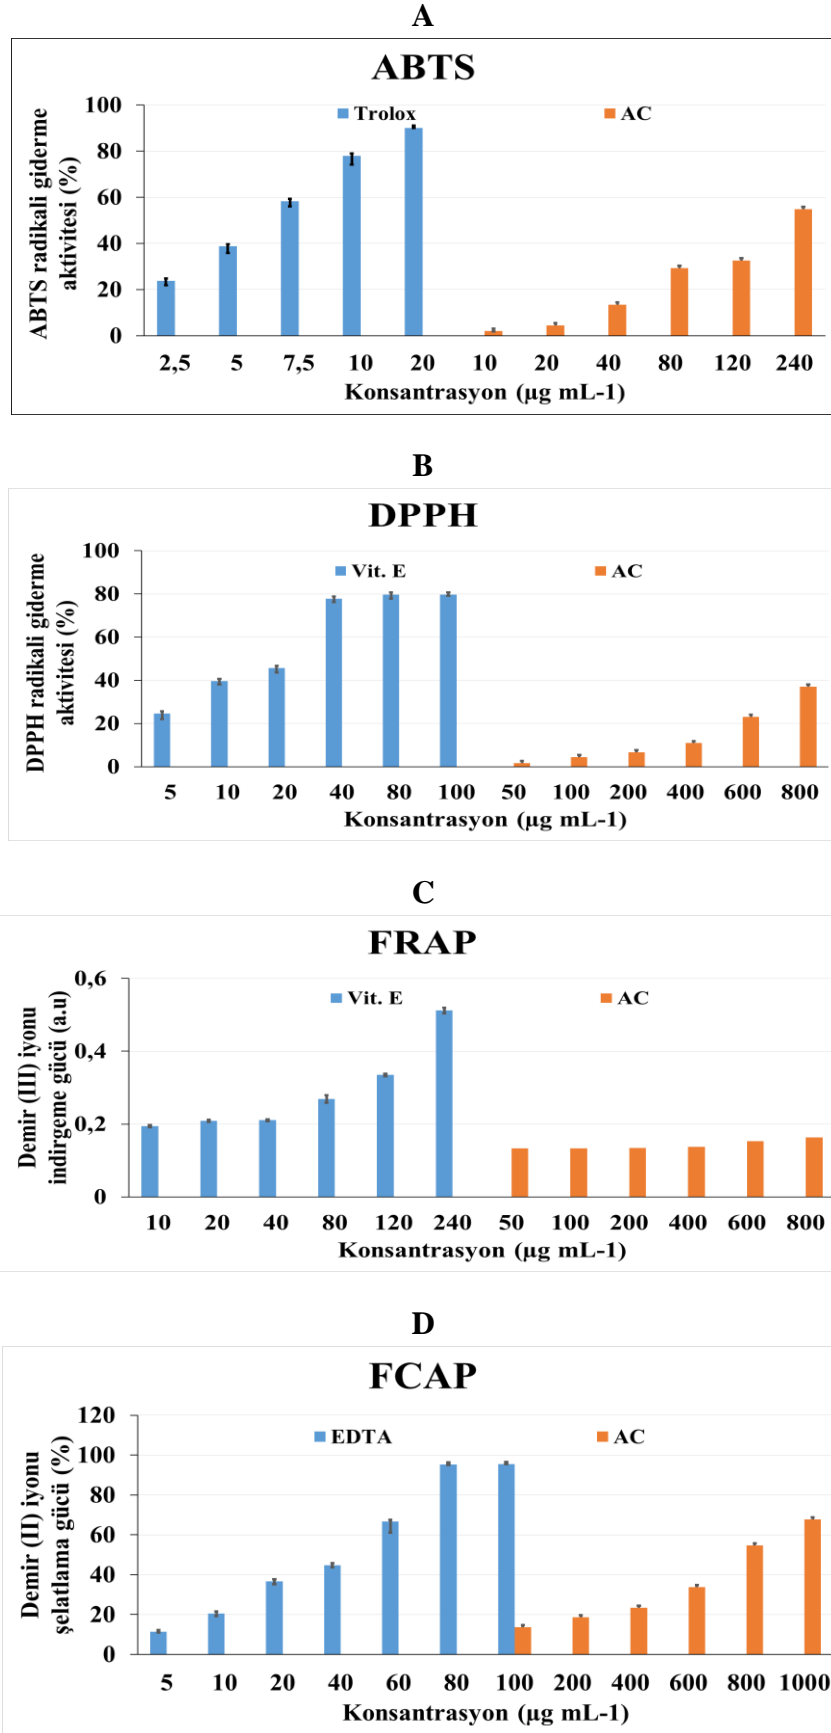 A
ABTS
Trolox AC
ABTS radikali giderme
aktivitesi (%)
100
80
60
40
20
0
2,5 5 7,5 10 20 10 20 40 80 120 240
Konsantrasyon (µg mL-1)
B
DPPH
Vit. E AC
DPPH radikali giderme
aktivitesi (%)
100
80
60
40
20
0
5 10 20 40 80 100 50 100 200 400 600 800
Konsantrasyon (µg mL-1)
C
FRAP
Vit. E AC
Demir (III) iyonu
indirgeme gücü (a.u)
0,6
0,4
0,2
0
10 20 40 80 120 240 50 100 200 400 600 800
Konsantrasyon (µg mL-1)
D
FCAP
EDTA AC
Demir (II) iyonu
şelatlama gücü (%)
120
100
80
60
40
20
0
5 10 20 40 60 80 100 200 400 600 800 1000
Konsantrasyon (µg mL-1)